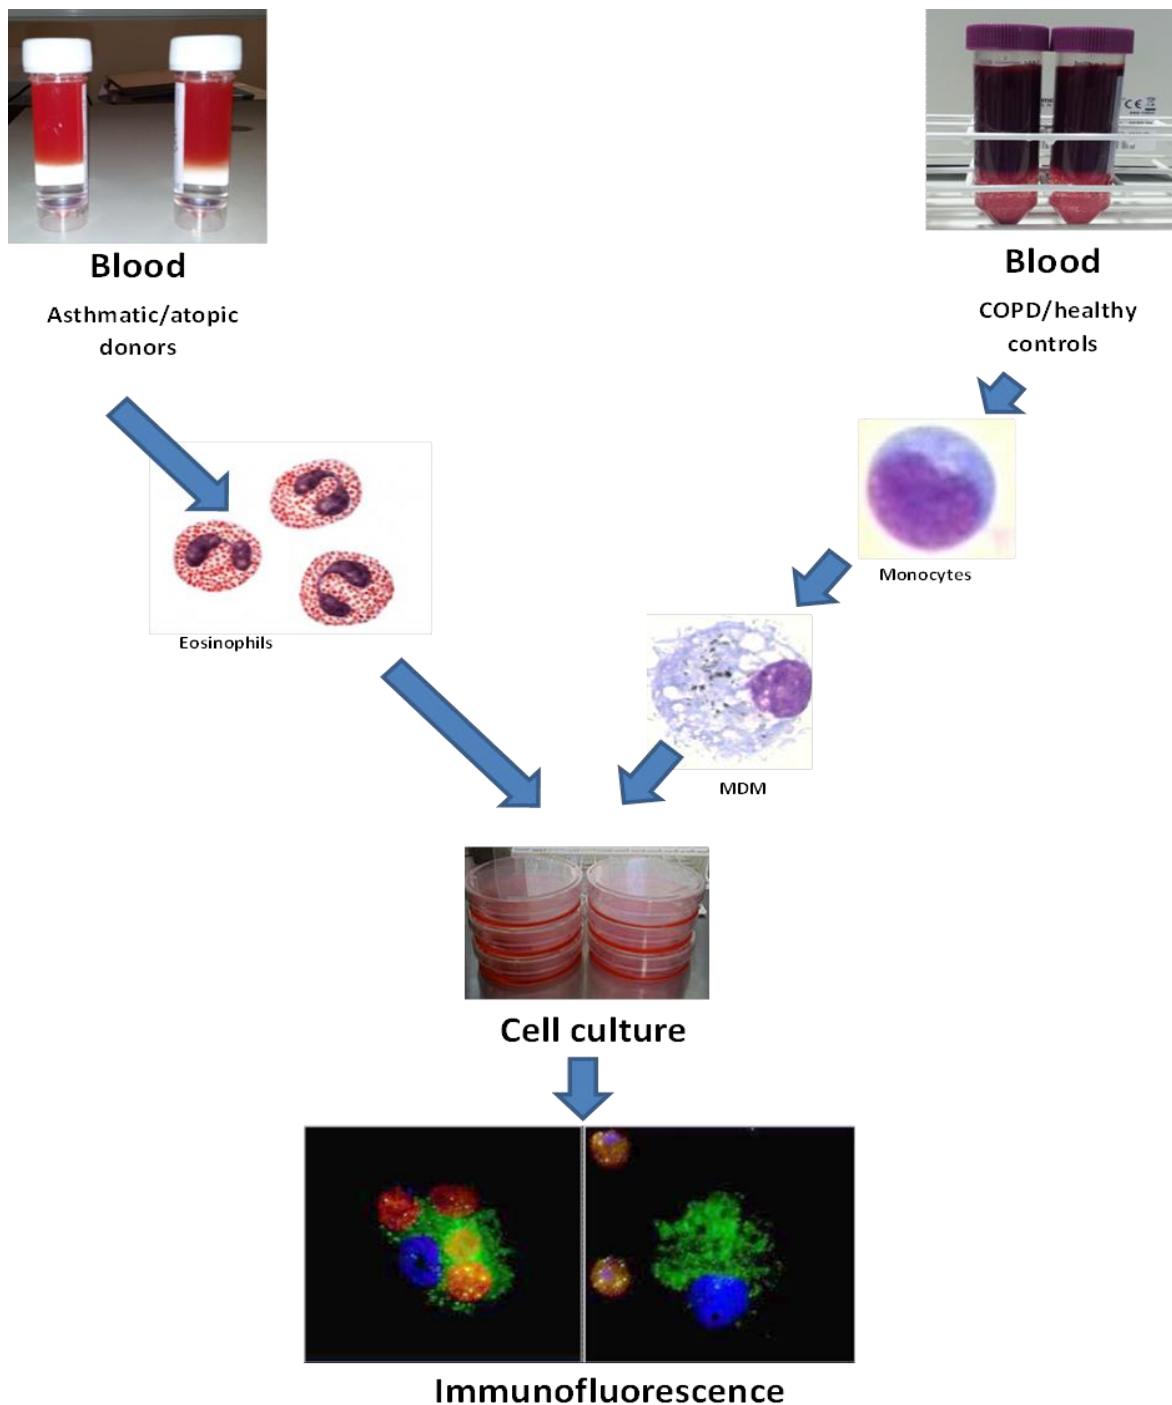 Blood
Asthmatic/atopic
donors
Blood
COPD/healthy
controls
Monocytes
Eosinophils
MDM
Cell culture
Immunofluorescence